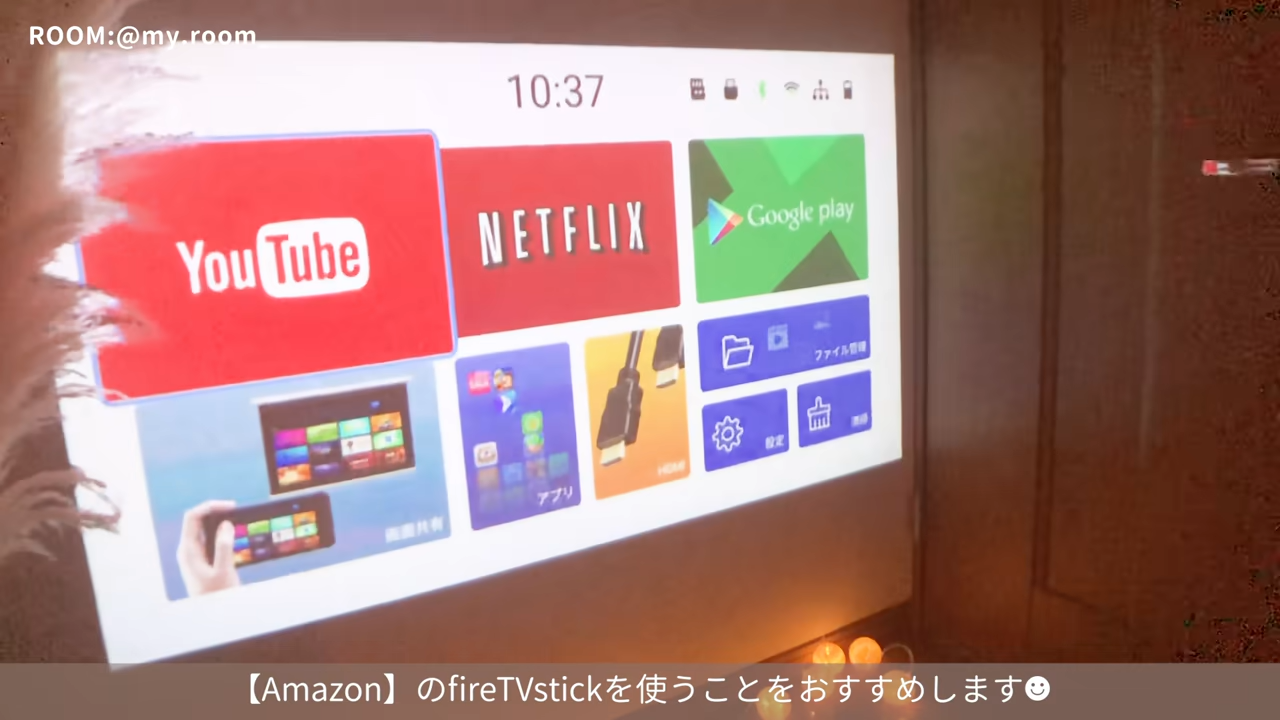 ROOM:@my.room_
10:37
YouTube
NETFLIX
Google play
ファイル管理
設定
画面共有
アプリ
HDMI
【Amazon】のfireTVstickを使うことをおすすめします☻